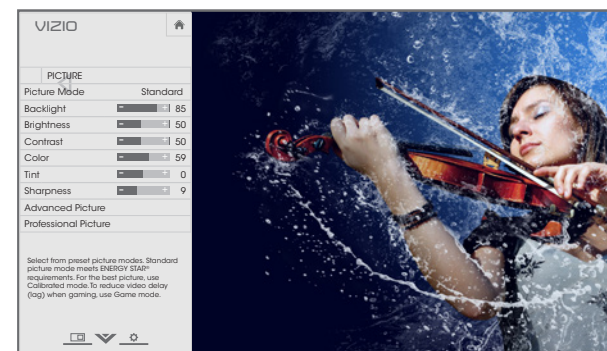 VIZIO
PICTURE
Picture Mode Standard
Backlight 85
Brightness 50
Contrast 50
Color 59
Tint 0
Sharpness 9
Advanced Picture
Professional Picture
Select from preset picture modes. Standard
picture mode meets ENERGY STAR®
requirements. For the best picture, use
Calibrated mode. To reduce video delay
(lag) when gaming, use Game mode.